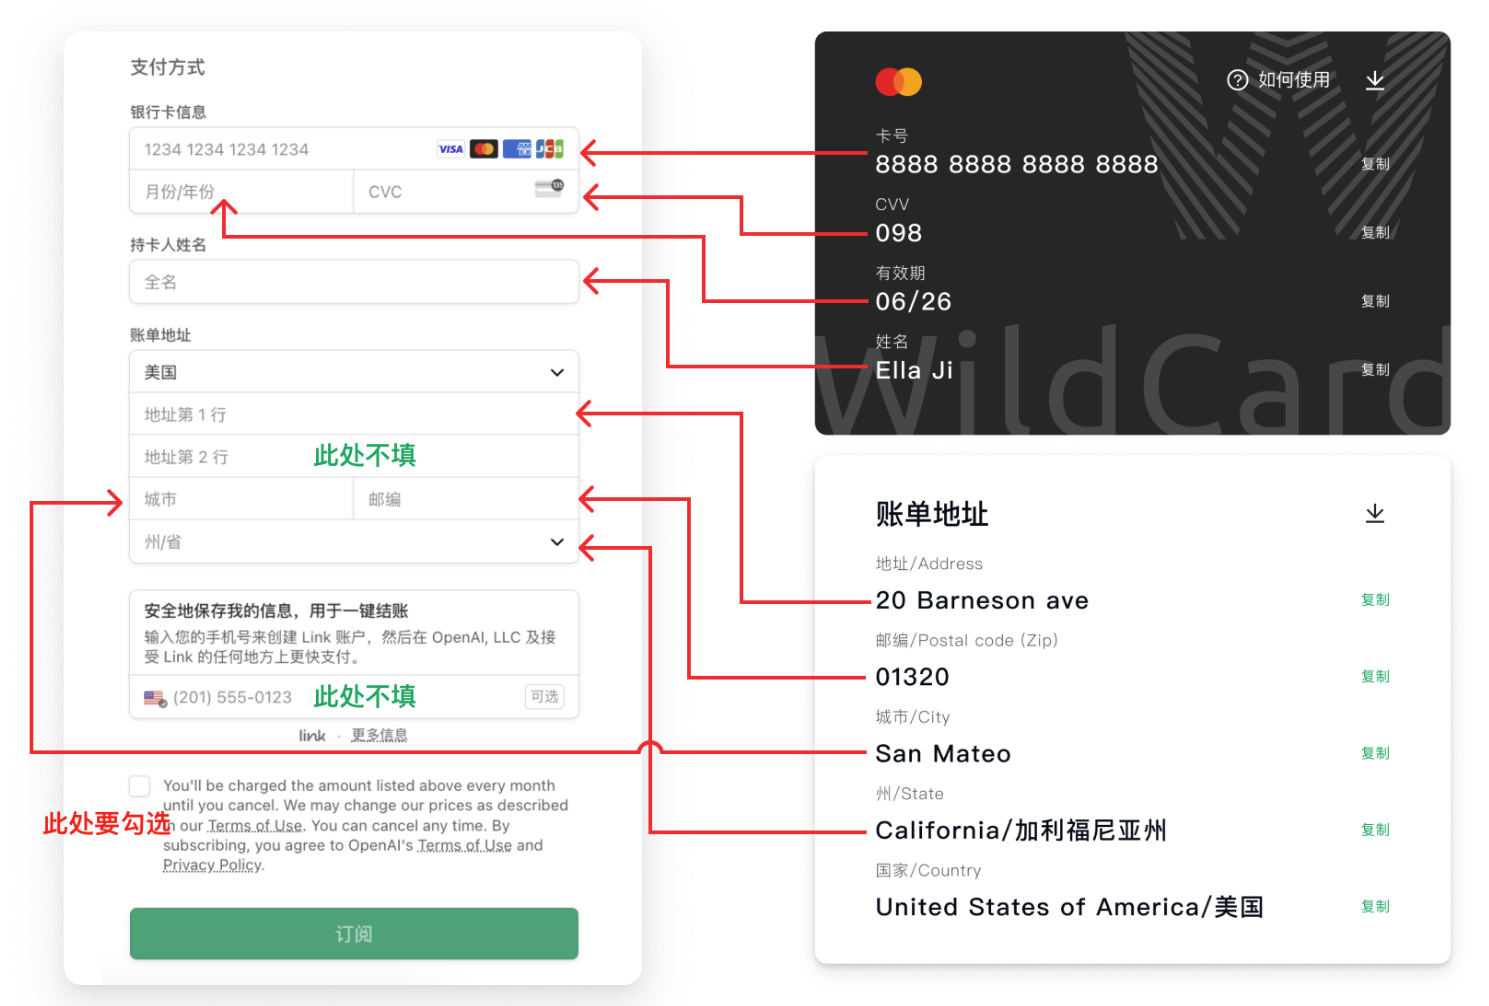 支付方式
银行卡信息
1234 1234 1234 1234
VISA
AM
EX
JCB
月份/年份
CVC
135
持卡人姓名
全名
账单地址
美国
地址第 1 行
地址第 2 行
此处不填
城市
邮编
州/省
安全地保存我的信息，用于一键结账
输入您的手机号来创建 Link 账户，然后在 OpenAI, LLC 及接
受 Link 的任何地方上更快支付。
(201) 555-0123
此处不填
可选
link · 更多信息
You'll be charged the amount listed above every month
until you cancel. We may change our prices as described
in our Terms of Use. You can cancel any time. By
subscribing, you agree to OpenAI's Terms of Use and
Privacy Policy.
此处要勾选
订阅
如何使用
卡号
8888 8888 8888 8888
复制
CVV
098
复制
有效期
06/26
复制
姓名
Ella Ji
复制
WildCard
账单地址
地址/Address
20 Barneson ave
复制
邮编/Postal code (Zip)
01320
复制
城市/City
San Mateo
复制
州/State
California/加利福尼亚州
复制
国家/Country
United States of America/美国
复制